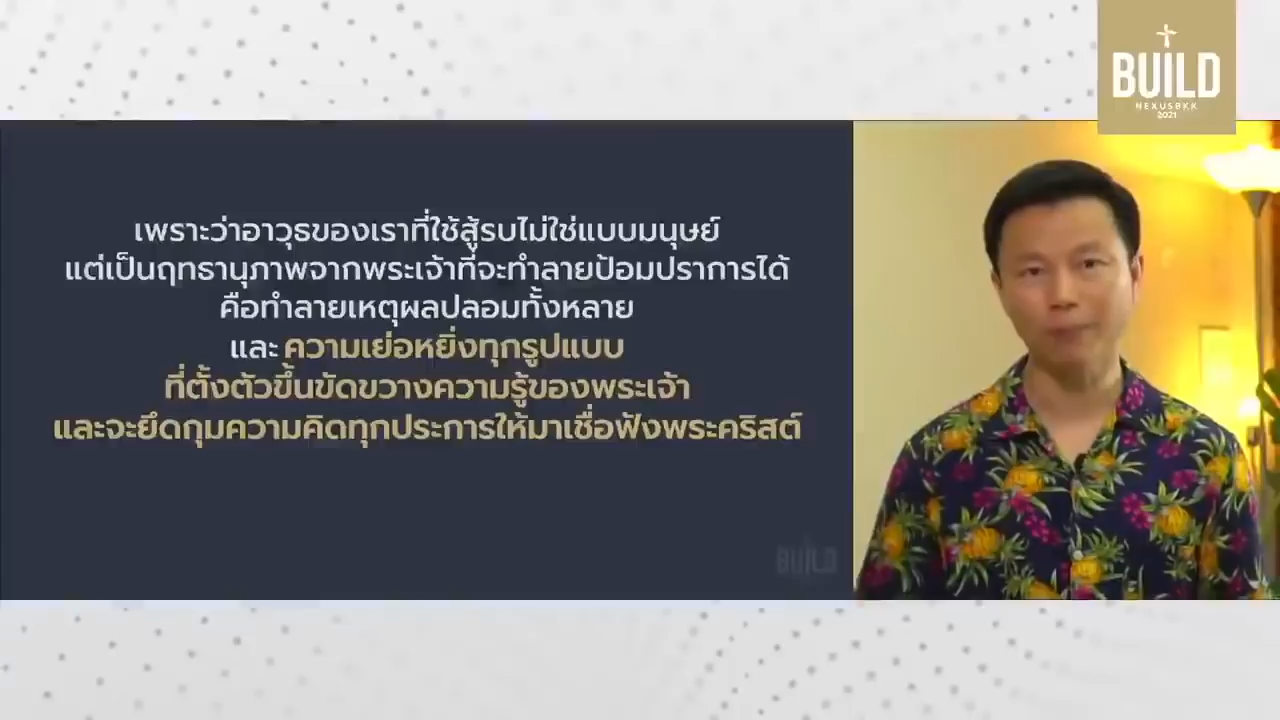 BUILD
NEXUSBKK
2021
เพราะว่าอาวุธของเราที่ใช้สู้รบไม่ใช่แบบมนุษย์
แต่เป็นฤทธานุภาพจากพระเจ้าที่จะทำลายป้อมปราการได้
คือทำลายเหตุผลปลอมทั้งหลาย
และ ความเย่อหยิ่งทุกรูปแบบ
ที่ตั้งตัวขึ้นขัดขวางความรู้ของพระเจ้า
และจะยึดกุมความคิดทุกประการให้มาเชื่อฟังพระคริสต์
BUILD